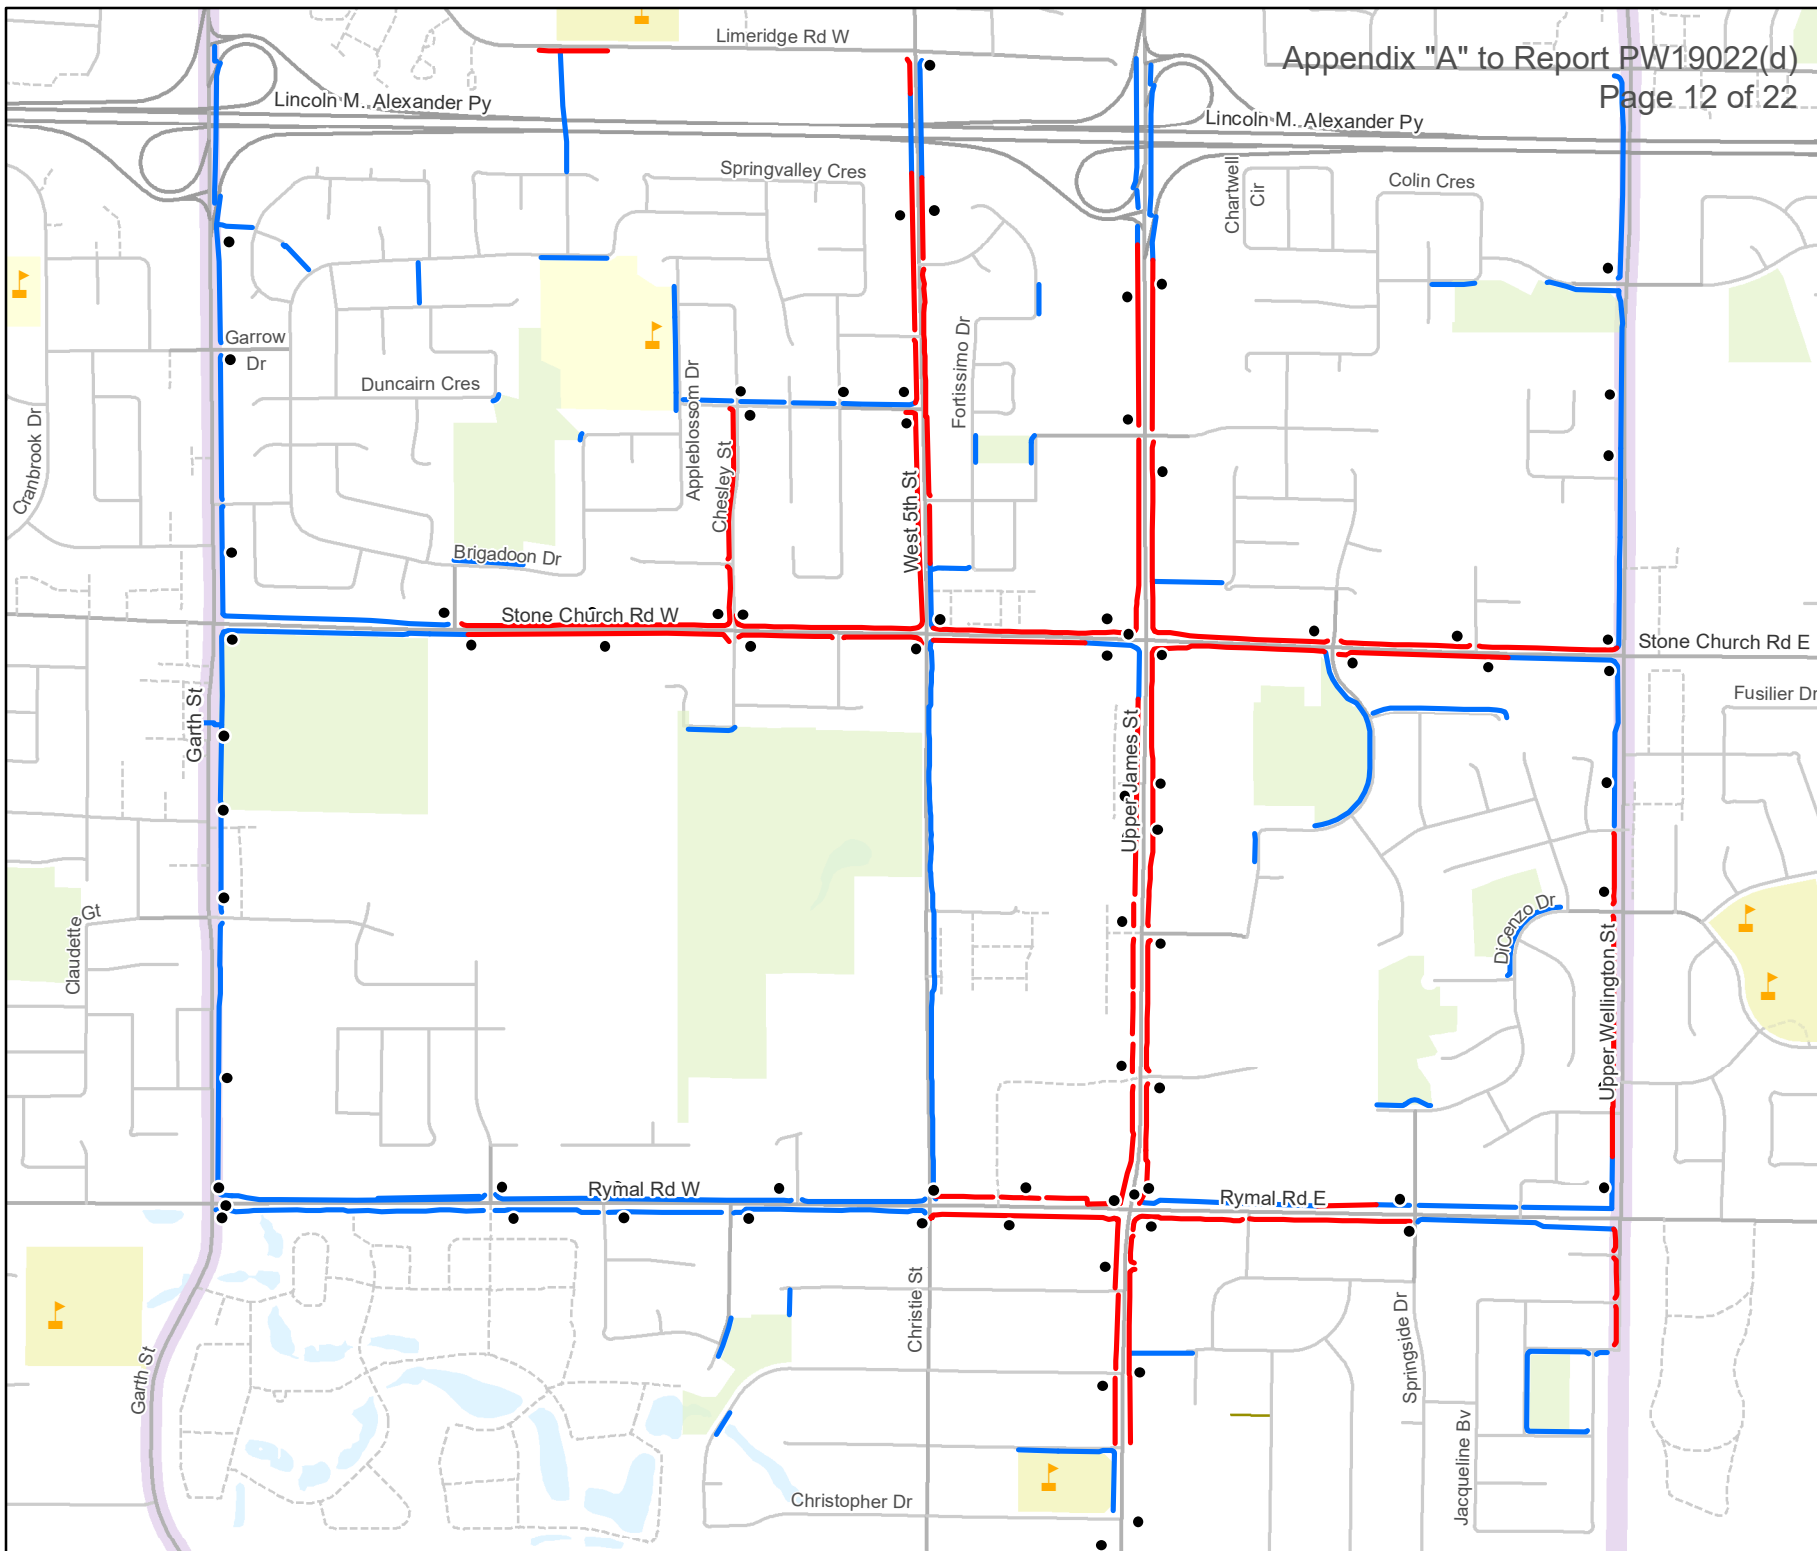 Limeridge Rd W
Appendix "A" to Report PW19022(d)
Page 12 of 22
Lincoln M. Alexander Py
Lincoln M. Alexander Py
Springvalley Cres
Chartwell
Cir
Colin Cres
Garrow
Dr
Duncairn Cres
Appleblossom Dr
Fortissimo Dr
Cranbrook Dr
Chesley St
West 5th St
Brigadoon Dr
Stone Church Rd W
Stone Church Rd E
Garth St
Fusilier Dr
Upper James St
Claudette Gt
DiCenzo Dr
Upper Wellington St
Rymal Rd W
Rymal Rd E
Christie St
Springside Dr
Garth St
Jacqueline Bv
Christopher Dr